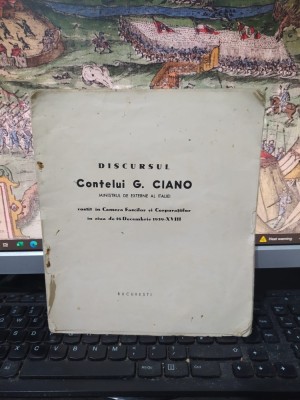 DISCURSUL
Contelui G. CIANO
MINISTRUL DE EXTERNE AL ITALIEI
rostit în Camera Fasciilor și Corporațiilor
în ziua de 16 Decembrie 1939-XVIII
BUCUREȘTI